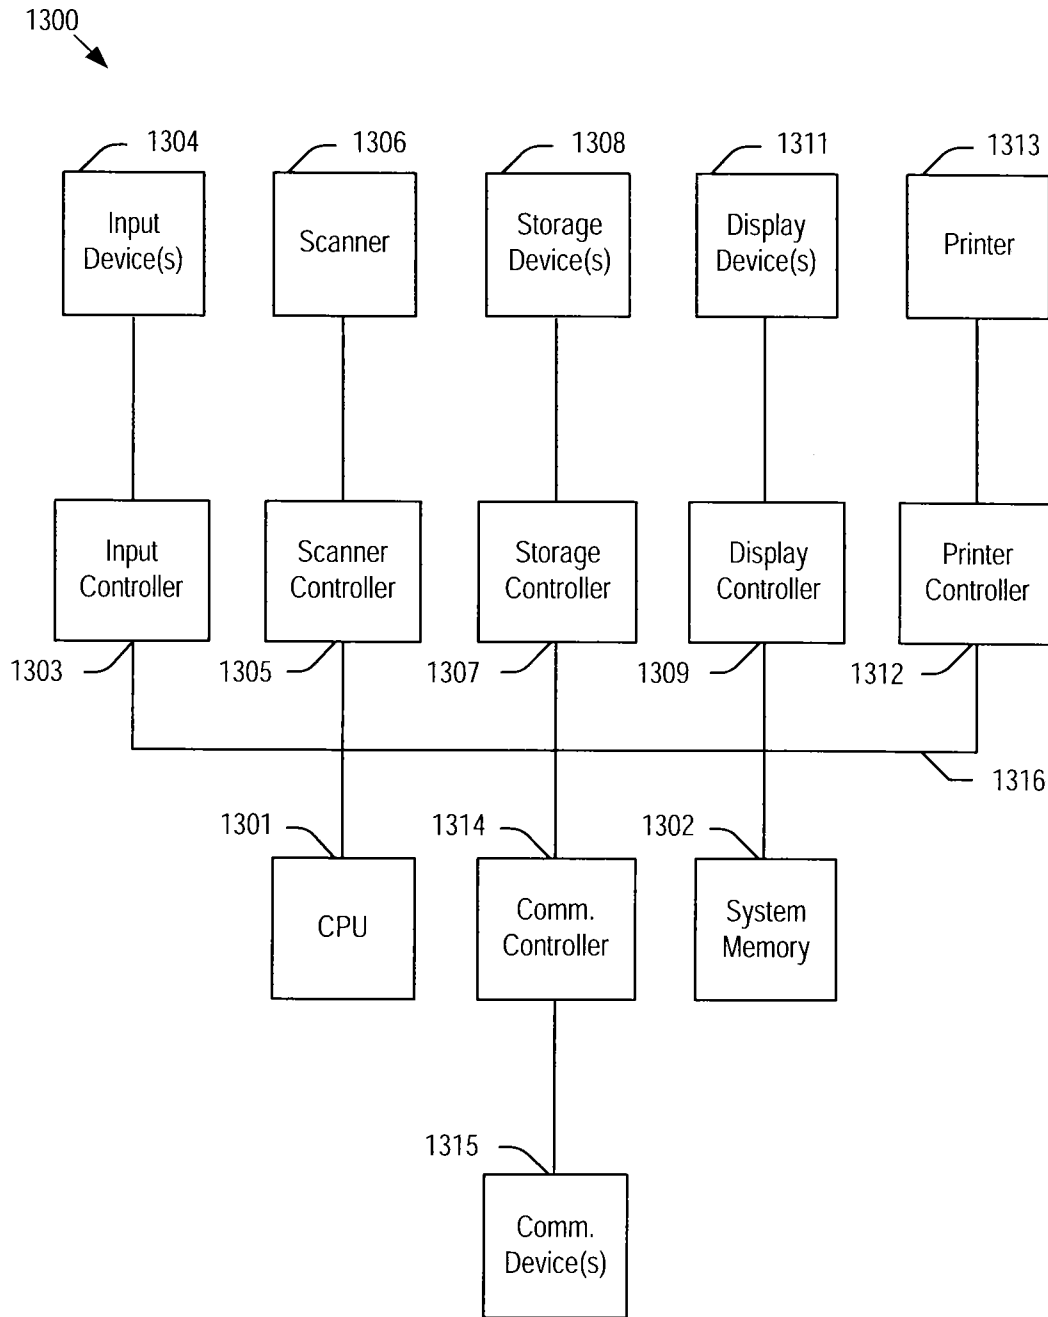 1300
1304
1306
1308
1311
1313
Input
Device(s)
Scanner
Storage
Device(s)
Display
Device(s)
Printer
Input
Controller
Scanner
Controller
Storage
Controller
Display
Controller
Printer
Controller
1303
1305
1307
1309
1312
1316
1301
1314
1302
CPU
Comm.
Controller
System
Memory
1315
Comm.
Device(s)